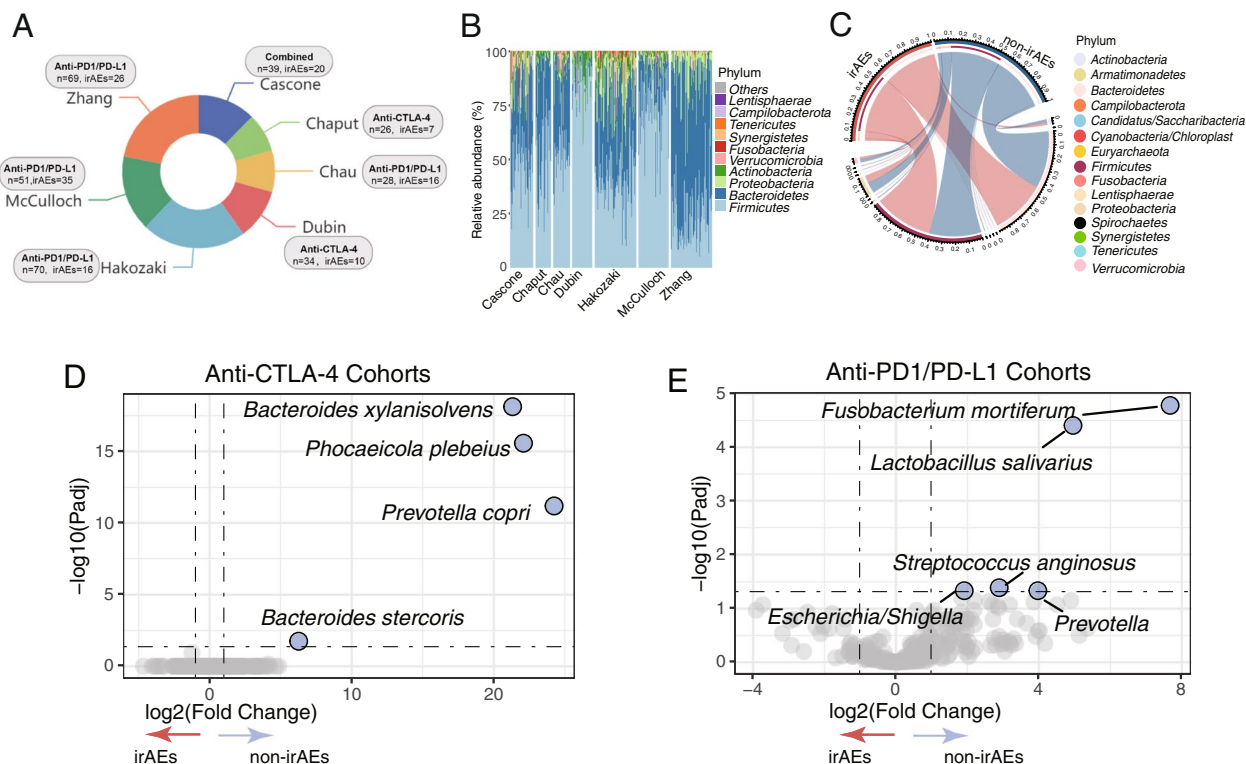 A
Anti-PD1/PD-L1
n=69, irAEs=26
Zhang
Combined
n=39, irAEs=20
Cascone
Chaput
Anti-CTLA-4
n=26, irAEs=7
Chau
Anti-PD1/PD-L1
n=28, irAEs=16
Dubin
Anti-CTLA-4
n=34, irAEs=10
Anti-PD1/PD-L1
n=70, irAEs=16
Hakozaki
Anti-PD1/PD-L1
n=51,irAEs=35
McCulloch
B
Relative abundance (%)
100
75
50
25
0
Cascone
Chaput
Chau
Dubin
Hakozaki
McCulloch
Zhang
Phylum
Others
Lentisphaerae
Campilobacterota
Tenericutes
Synergistetes
Fusobacteria
Verrucomicrobia
Actinobacteria
Proteobacteria
Bacteroidetes
Firmicutes
C
irAEs
non-irAEs
Phylum
Actinobacteria
Armatimonadetes
Bacteroidetes
Campilobacterota
Candidatus/Saccharibacteria
Cyanobacteria/Chloroplast
Euryarchaeota
Firmicutes
Fusobacteria
Lentisphaerae
Proteobacteria
Spirochaetes
Synergistetes
Tenericutes
Verrucomicrobia
D
Anti-CTLA-4 Cohorts
−log10(Padj)
15
10
5
0
Bacteroides xylanisolvens
Phocaeicola plebeius
Prevotella copri
Bacteroides stercoris
0
10
20
log2(Fold Change)
irAEs
non-irAEs
E
Anti-PD1/PD-L1 Cohorts
−log10(Padj)
5
4
3
2
1
0
Fusobacterium mortiferum
Lactobacillus salivarius
Streptococcus anginosus
Escherichia/Shigella
Prevotella
−4
0
4
8
log2(Fold Change)
irAEs
non-irAEs